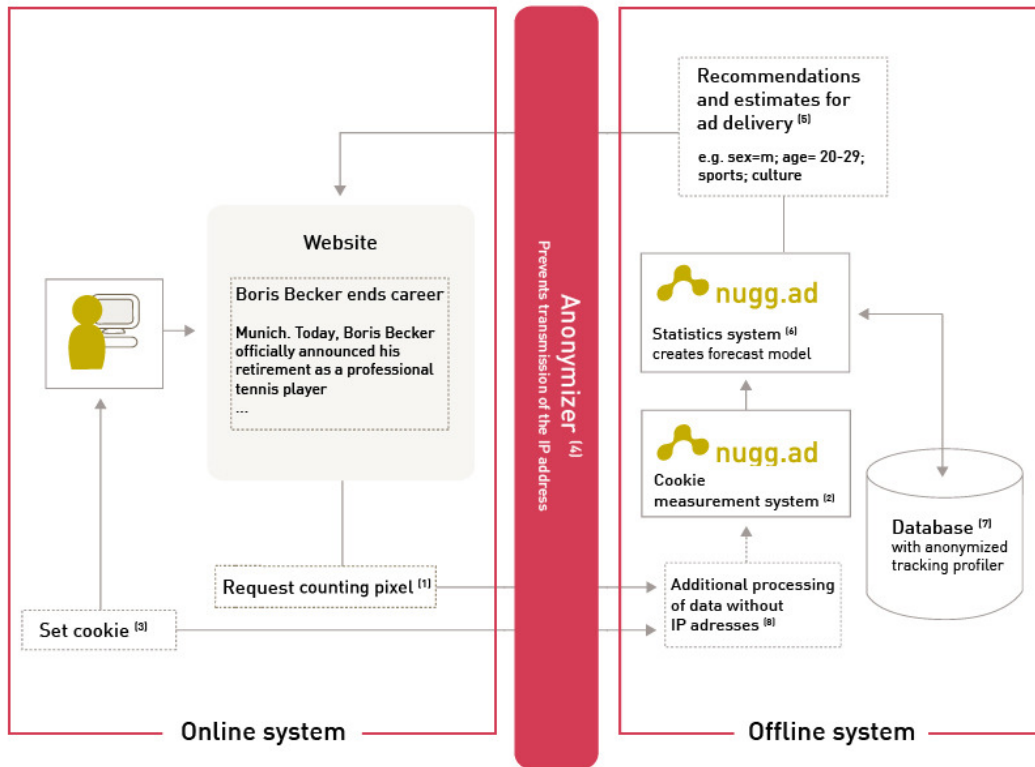 Recommendations
and estimates for
ad delivery (5)
e.g. sex=m; age= 20-29;
sports; culture
Website
Boris Becker ends career
Munich. Today, Boris Becker
officially announced his
retirement as a professional
tennis player
...
Anonymizer (4)
Prevents transmission of the IP address
nugg.ad
Statistics system (6)
creates forecast model
nugg.ad
Cookie
measurement system (2)
Database (7)
with anonymized
tracking profiler
Request counting pixel (1)
Additional processing
of data without
IP adresses (8)
Set cookie (3)
Online system
Offline system